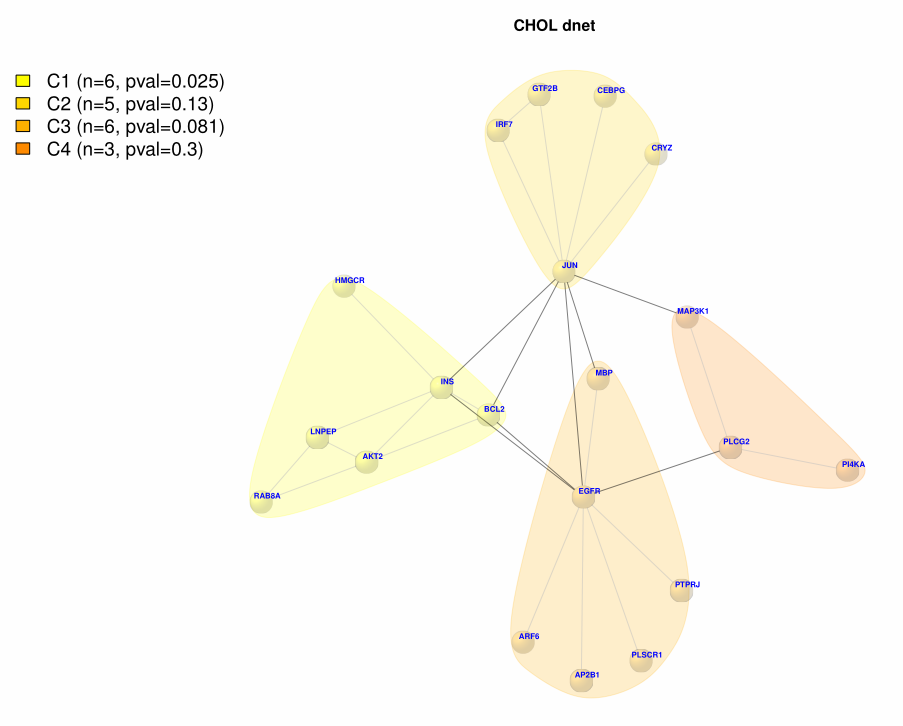 CHOL dnet
C1 (n=6, pval=0.025)
C2 (n=5, pval=0.13)
C3 (n=6, pval=0.081)
C4 (n=3, pval=0.3)
GTF2B
CEBPG
IRF7
CRYZ
JUN
HMGCR
MAP3K1
MBP
INS
BCL2
LNPEP
PLCG2
AKT2
PI4KA
RAB8A
EGFR
PTPRJ
ARF6
PLSCR1
AP2B1